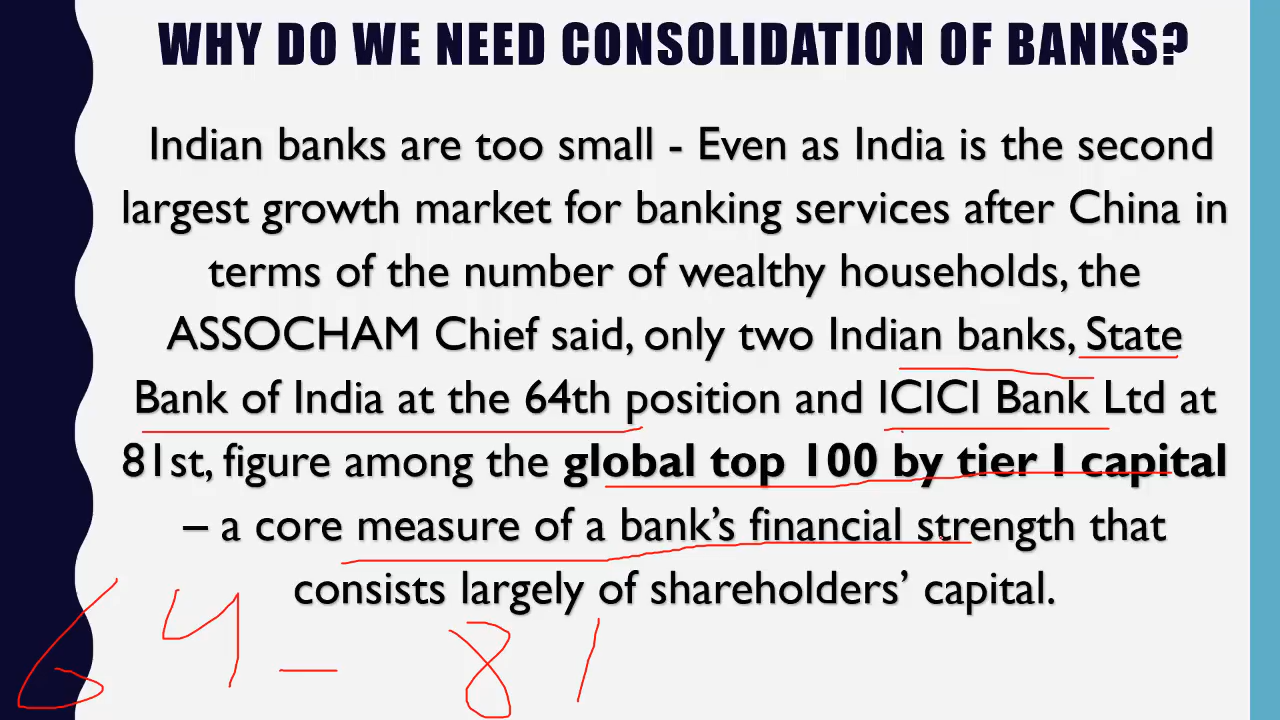 WHY DO WE NEED CONSOLIDATION OF BANKS?
Indian banks are too small - Even as India is the second
largest growth market for banking services after China in
terms of the number of wealthy households, the
ASSOCHAM Chief said, only two Indian banks, State
Bank of India at the 64th position and ICICI Bank Ltd at
81st, figure among the global top 100 by tier I capital
– a core measure of a bank’s financial strength that
consists largely of shareholders’ capital.
64 – 81